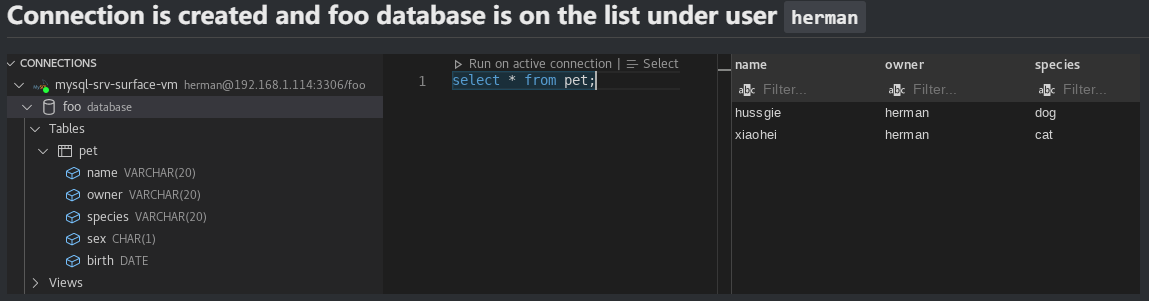 Connection is created and foo database is on the list under user herman
CONNECTIONS
mysql-srv-surface-vm herman@192.168.1.114:3306/foo
foo database
Tables
pet
name VARCHAR(20)
owner VARCHAR(20)
species VARCHAR(20)
sex CHAR(1)
birth DATE
Views
Run on active connection | Select
1 select * from pet;
name owner species
abc Filter... abc Filter... abc Filter...
hussgie herman dog
xiaohei herman cat